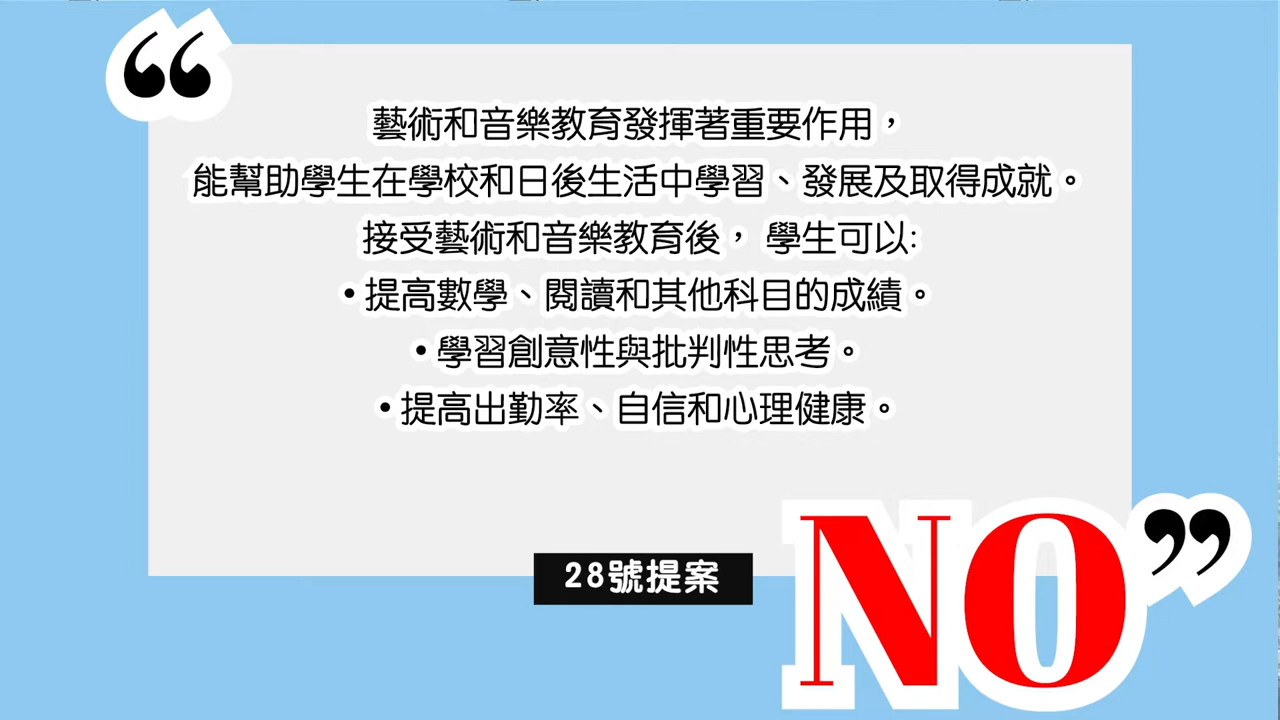 藝術和音樂教育發揮著重要作用，
能幫助學生在學校和日後生活中學習、發展及取得成就。
接受藝術和音樂教育後， 學生可以:
•提高數學、閱讀和其他科目的成績。
•學習創意性與批判性思考。
•提高出勤率、自信和心理健康。
28號提案
NO